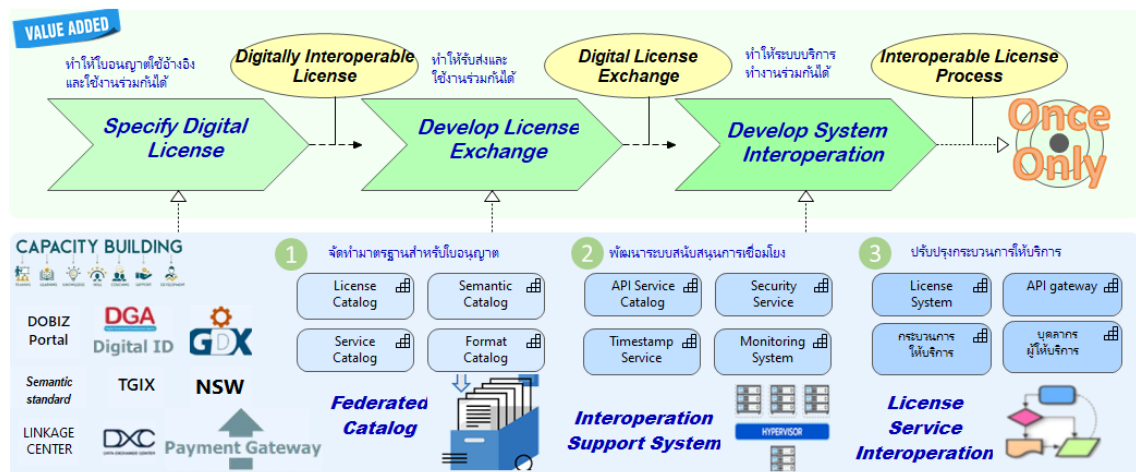 VALUE ADDED
ทำให้ใบอนุญาตใช้อ้างอิง
และใช้งานร่วมกันได้
Digitally Interoperable
License
ทำให้รับส่งและ
ใช้งานร่วมกันได้
Digital License
Exchange
ทำให้ระบบบริการ
ทำงานร่วมกันได้
Interoperable License
Process
Specify Digital
License
Develop License
Exchange
Develop System
Interoperation
Once
Only
CAPACITY BUILDING
TRAINING LEARNING KNOWLEDGE SKILL COACHING SUPPORT DEVELOPMENT
DOBIZ
Portal
DGA
Digital ID
GDX
Semantic
standard
TGIX
NSW
LINKAGE
CENTER
DXC
DATA EXCHANGE CENTER
Payment Gateway
1
จัดทำมาตรฐานสำหรับใบอนุญาต
License
Catalog
Semantic
Catalog
Service
Catalog
Format
Catalog
Federated
Catalog
2
พัฒนาระบบสนับสนุนการเชื่อมโยง
API Service
Catalog
Security
Service
Timestamp
Service
Monitoring
System
Interoperation
Support System
HYPERVISOR
3
ปรับปรุงกระบวนการให้บริการ
License
System
API gateway
กระบวนการ
ให้บริการ
บุคลากร
ผู้ให้บริการ
License
Service
Interoperation